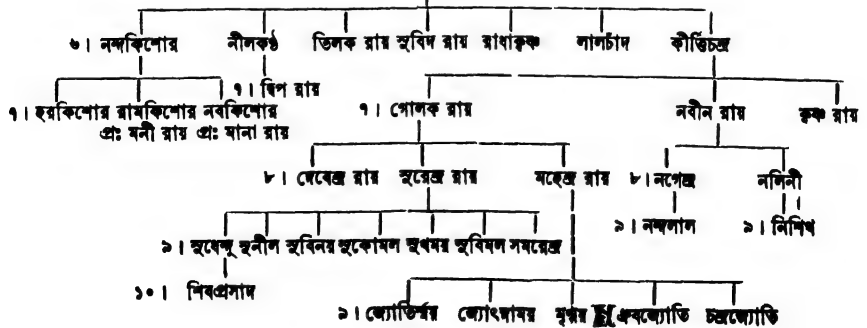 ৬। নন্দকিশোর নীলকণ্ঠ তিলক রায় সুবিদ রায় রাধাকৃষ্ণ লালচাঁদ কীর্ত্তিচন্দ্র
৭। দ্বিপ রায়
৭। হরকিশোর রামকিশোর নবকিশোর ৭। গোলক রায় নবীন রায় কৃষ্ণ রায়
প্রঃ মনী রায় প্রঃ মানা রায়
৮। দেবেন্দ্র রায় সুরেন্দ্র রায় মহেন্দ্র রায় ৮। নগেন্দ্র নলিনী
৯। নন্দলাল ৯। নিশিথ
৯। সুধেন্দু সুনীল সুবিনয় সুকোমল সুখময় সুবিমল সমরেন্দ্র
১০। শিবপ্রসাদ
৯। জ্যোতির্ম্ময় জ্যোৎস্নাময় মৃন্ময় ধ্রুবজ্যোতি চন্দ্রজ্যোতি